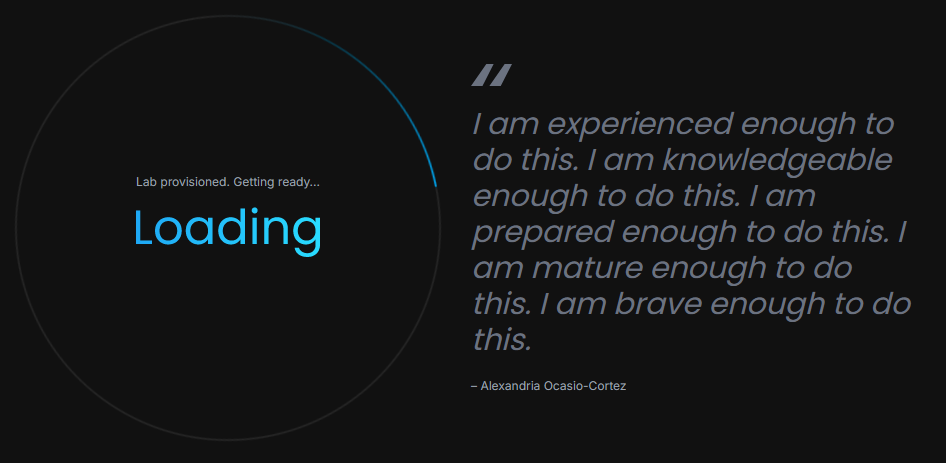 Lab provisioned. Getting ready...
Loading
"
I am experienced enough to
do this. I am knowledgeable
enough to do this. I am
prepared enough to do this. I
am mature enough to do
this. I am brave enough to do
this.
– Alexandria Ocasio-Cortez